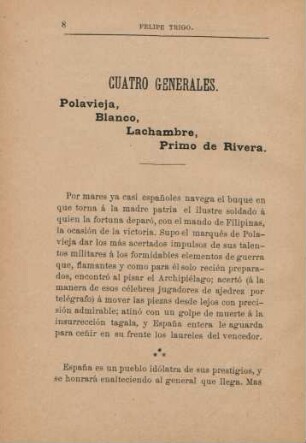 8 FELIPE TRIGO.
CUATRO GENERALES.
Polavieja,
Blanco,
Lachambre,
Primo de Rivera.
Por mares ya casi españoles navega el buque en
que torna á la madre patria el ilustre soldado á
quien la fortuna deparó, con el mando de Filipinas,
la ocasión de la victoria. Supo el marqués de Pola-
vieja dar los más acertados impulsos de sus talen-
tos militares á los formidables elementos de guerra
que, flamantes y como para él solo recién prepara-
dos, encontró al pisar el Archipiélago; acertó (á la
manera de esos célebres jugadores de ajedrez por
telégrafo) á mover las piezas desde lejos con preci-
sión admirable; atinó con un golpe de muerte á la
insurrección tagala, y España entera le aguarda
para ceñir en su frente los laureles del vencedor.
* * *
España es un pueblo idólatra de sus prestigios, y
se honrará enalteciendo al general que llega. Mas